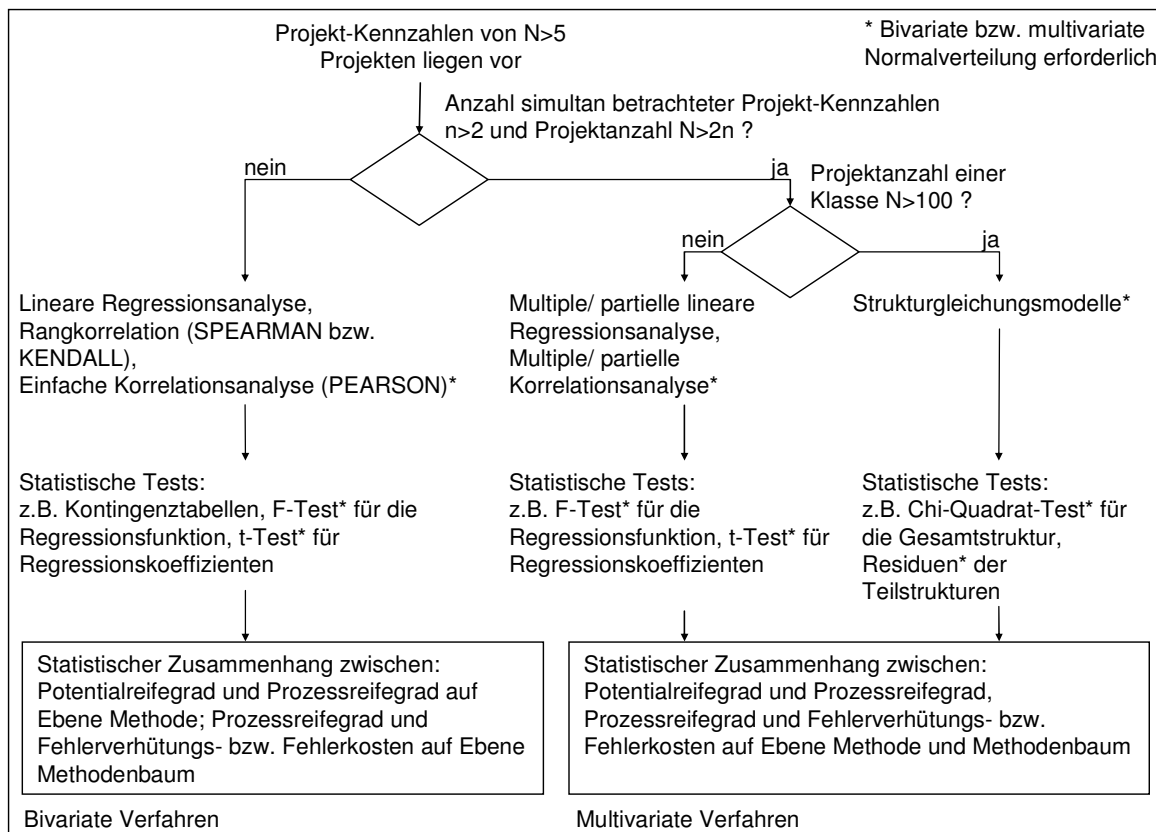 Projekt-Kennzahlen von N>5
Projekten liegen vor
* Bivariate bzw. multivariate
Normalverteilung erforderlich
Anzahl simultan betrachteter Projekt-Kennzahlen
n>2 und Projektanzahl N>2n ?
nein
ja
Projektanzahl einer
Klasse N>100 ?
nein
ja
Lineare Regressionsanalyse,
Rangkorrelation (SPEARMAN bzw.
KENDALL),
Einfache Korrelationsanalyse (PEARSON)*
Multiple/ partielle lineare
Regressionsanalyse,
Multiple/ partielle
Korrelationsanalyse*
Strukturgleichungsmodelle*
Statistische Tests:
z.B. Kontingenztabellen, F-Test* für die
Regressionsfunktion, t-Test* für
Regressionskoeffizienten
Statistische Tests:
z.B. F-Test* für die
Regressionsfunktion, t-Test* für
Regressionskoeffizienten
Statistische Tests:
z.B. Chi-Quadrat-Test* für
die Gesamtstruktur,
Residuen* der
Teilstrukturen
Statistischer Zusammenhang zwischen:
Potentialreifegrad und Prozessreifegrad auf
Ebene Methode; Prozessreifegrad und
Fehlerverhütungs- bzw. Fehlerkosten auf Ebene
Methodenbaum
Statistischer Zusammenhang zwischen:
Potentialreifegrad und Prozessreifegrad,
Prozessreifegrad und Fehlerverhütungs- bzw.
Fehlerkosten auf Ebene Methode und Methodenbaum
Bivariate Verfahren
Multivariate Verfahren